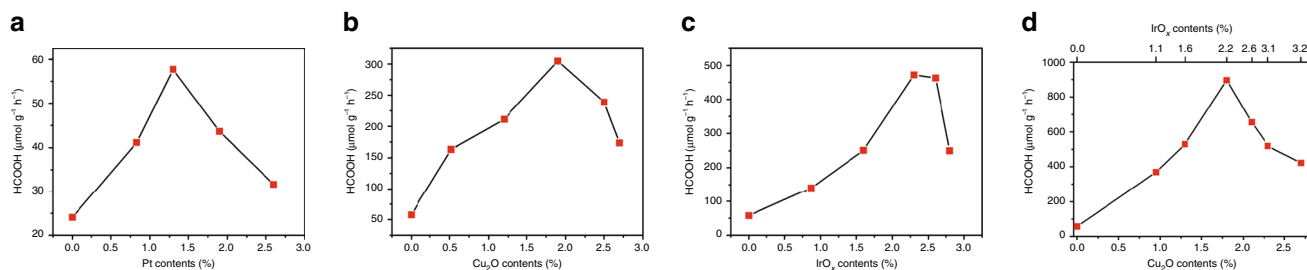 a
HCOOH (μmol g⁻¹ h⁻¹)
60
50
40
30
20
0.0 0.5 1.0 1.5 2.0 2.5 3.0
Pt contents (%)
b
HCOOH (μmol g⁻¹ h⁻¹)
300
250
200
150
100
50
0.0 0.5 1.0 1.5 2.0 2.5 3.0
Cu₂O contents (%)
c
HCOOH (μmol g⁻¹ h⁻¹)
500
400
300
200
100
0
0.0 0.5 1.0 1.5 2.0 2.5 3.0
IrOₓ contents (%)
d
IrOₓ contents (%)
0.0 1.1 1.6 2.2 2.6 3.1 3.2
HCOOH (μmol g⁻¹ h⁻¹)
1000
800
600
400
200
0
0.0 0.5 1.0 1.5 2.0 2.5
Cu₂O contents (%)